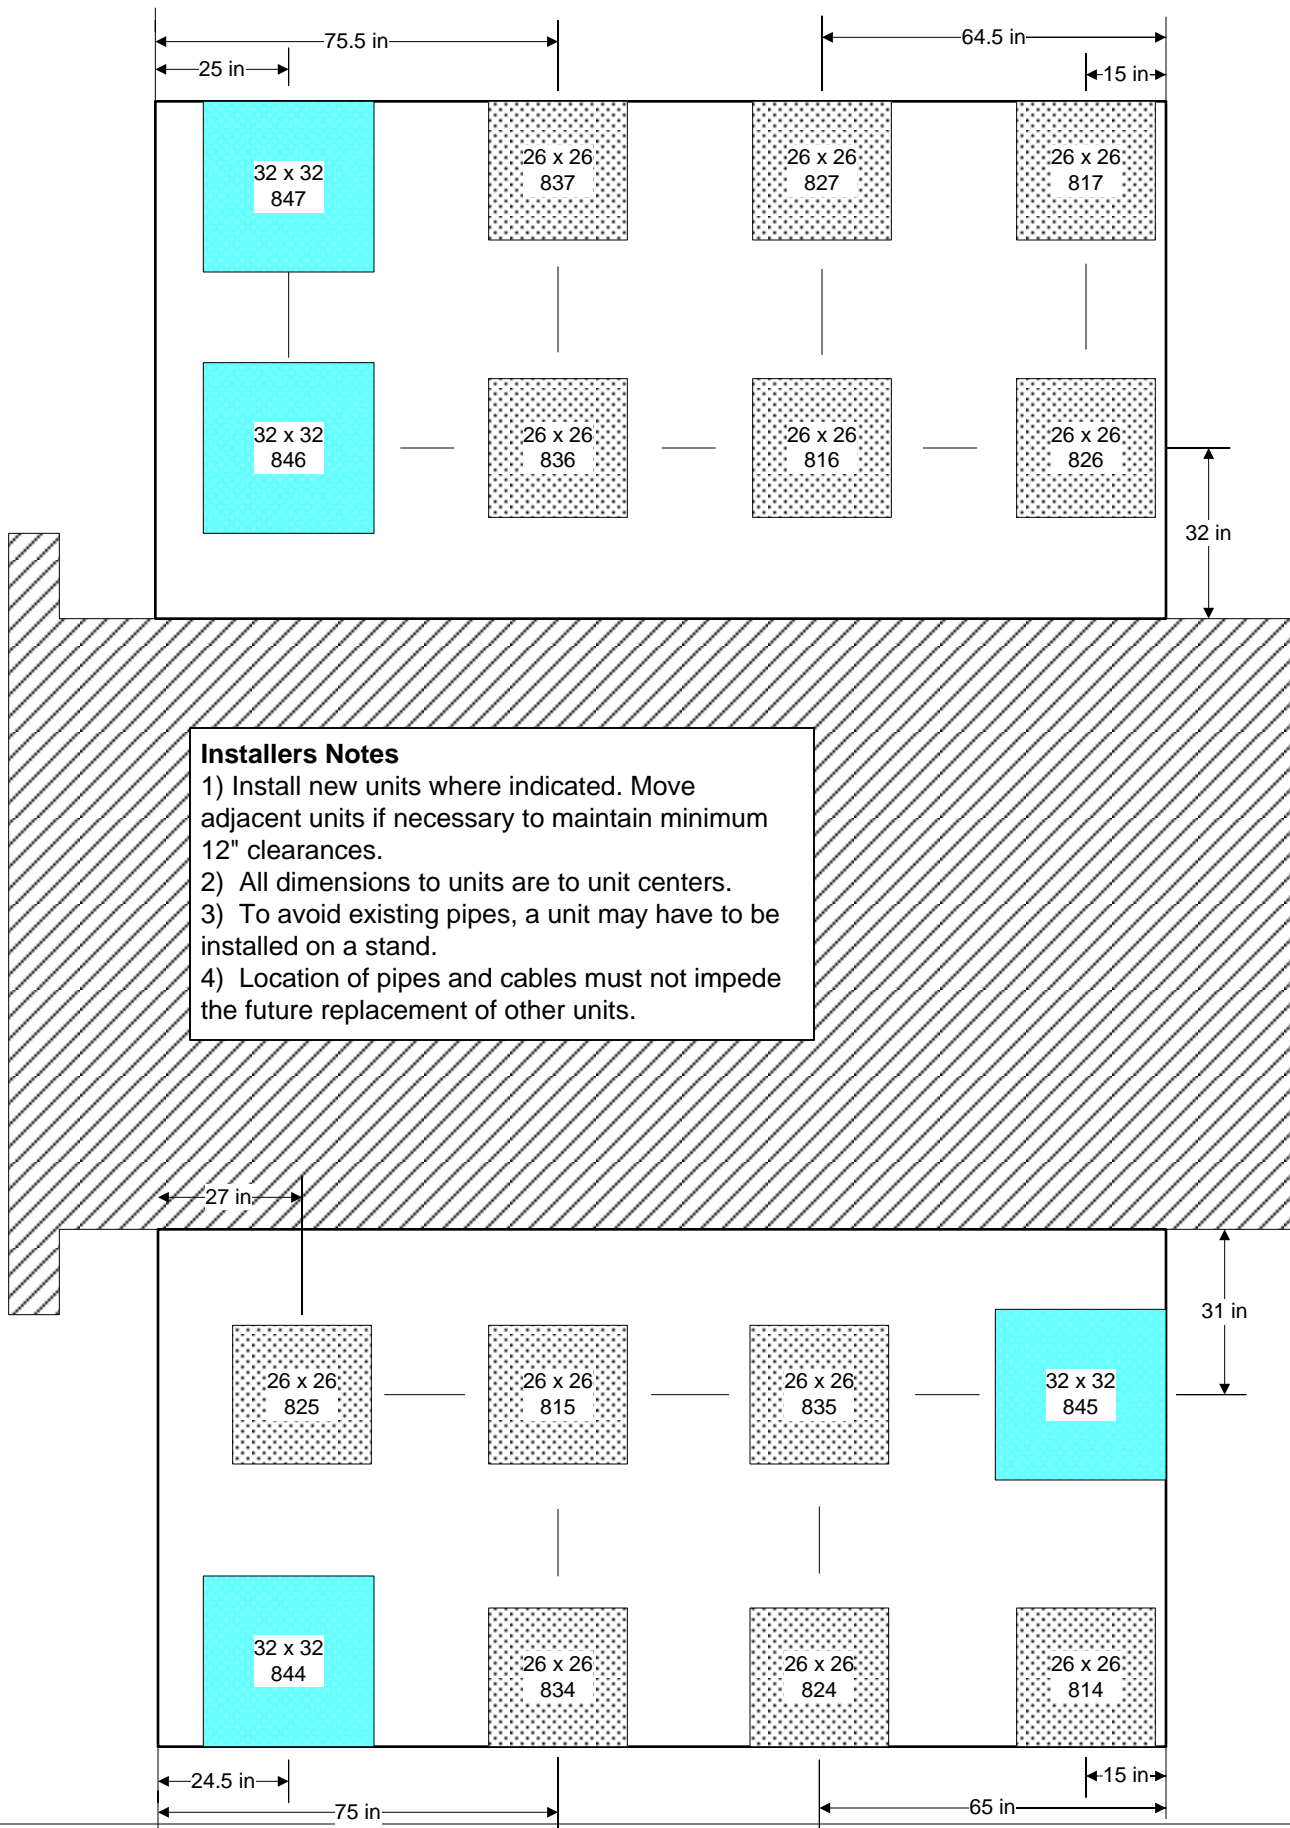 75.5 in
64.5 in
25 in
15 in
32 x 32
847
26 x 26
837
26 x 26
827
26 x 26
817
32 x 32
846
26 x 26
836
26 x 26
816
26 x 26
826
32 in
Installers Notes
1) Install new units where indicated. Move
adjacent units if necessary to maintain minimum
12" clearances.
2)  All dimensions to units are to unit centers.
3)  To avoid existing pipes, a unit may have to be
installed on a stand.
4)  Location of pipes and cables must not impede
the future replacement of other units.
27 in
31 in
26 x 26
825
26 x 26
815
26 x 26
835
32 x 32
845
32 x 32
844
26 x 26
834
26 x 26
824
26 x 26
814
24.5 in
15 in
75 in
65 in